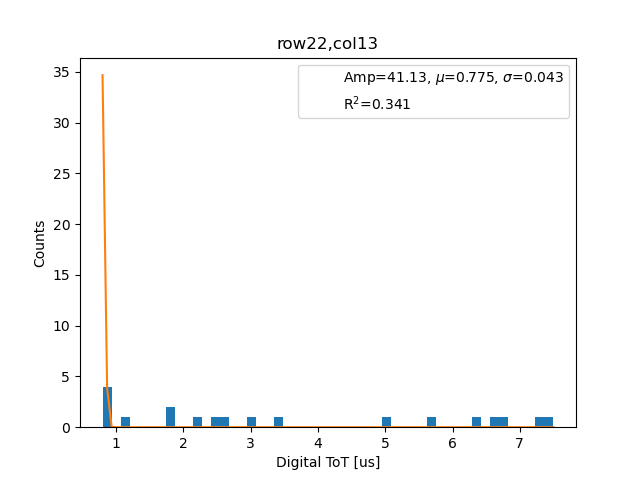 row22,col13
Amp=41.13, μ=0.775, σ=0.043
R²=0.341
35
30
25
20
15
10
5
0
Counts
1 2 3 4 5 6 7
Digital ToT [us]